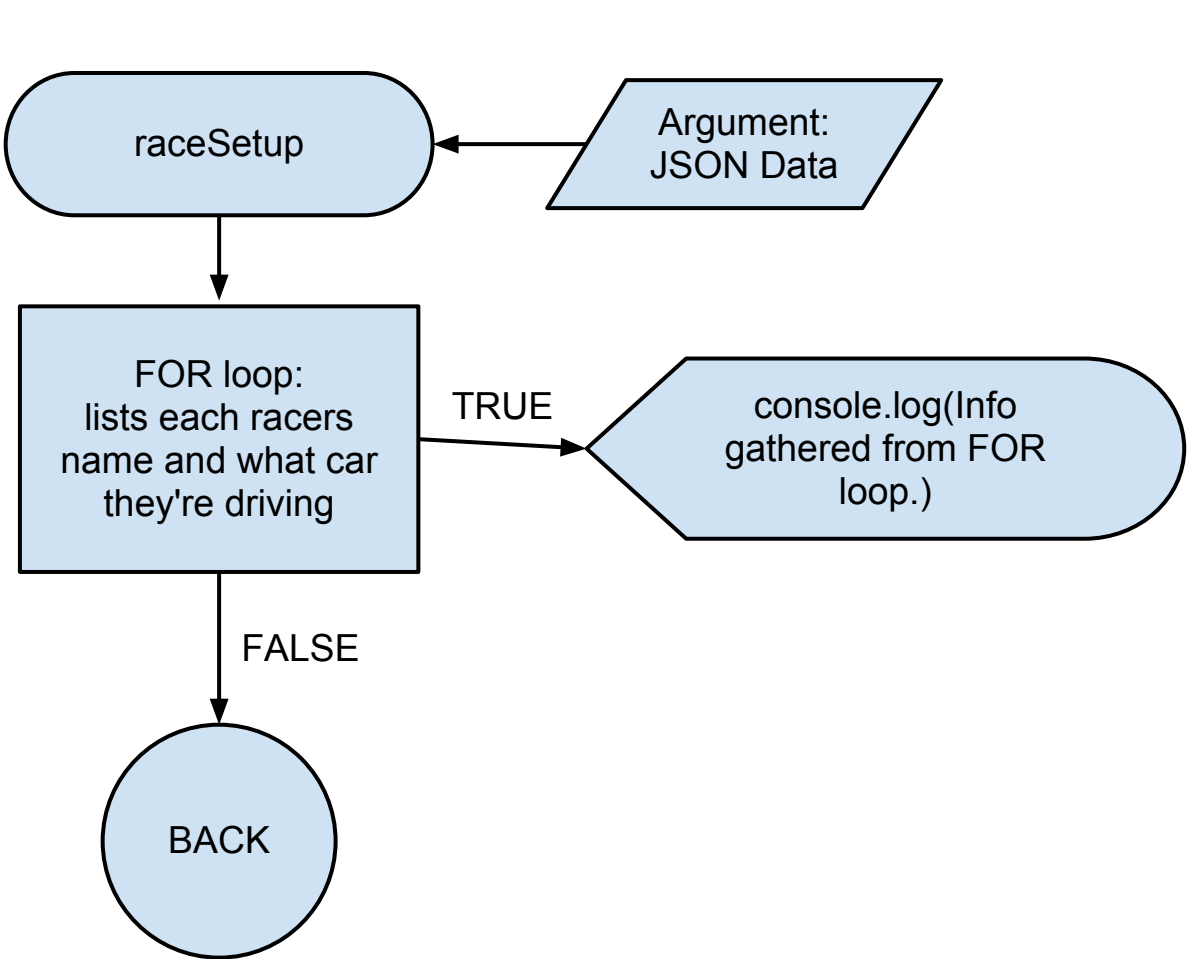 raceSetup
Argument:
JSON Data
FOR loop:
lists each racers
name and what car
they're driving
TRUE
console.log(Info
gathered from FOR
loop.)
FALSE
BACK